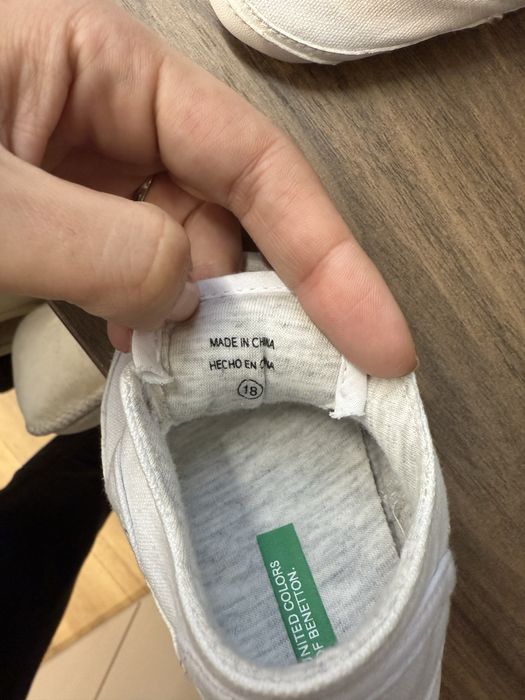 MADE IN CHINA
HECHO EN CHINA
18
UNITED COLORS
OF BENETTON.